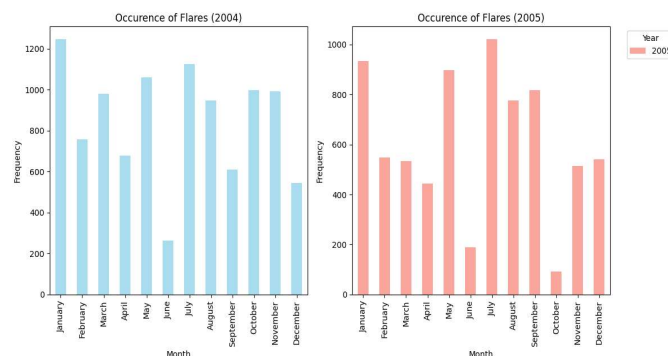 Occurence of Flares (2004)
Frequency
1200
1000
800
600
400
200
0
January
February
March
April
May
June
July
August
September
October
November
December
Month
Occurence of Flares (2005)
Frequency
1000
800
600
400
200
0
January
February
March
April
May
June
July
August
September
October
November
December
Month
Year
2005